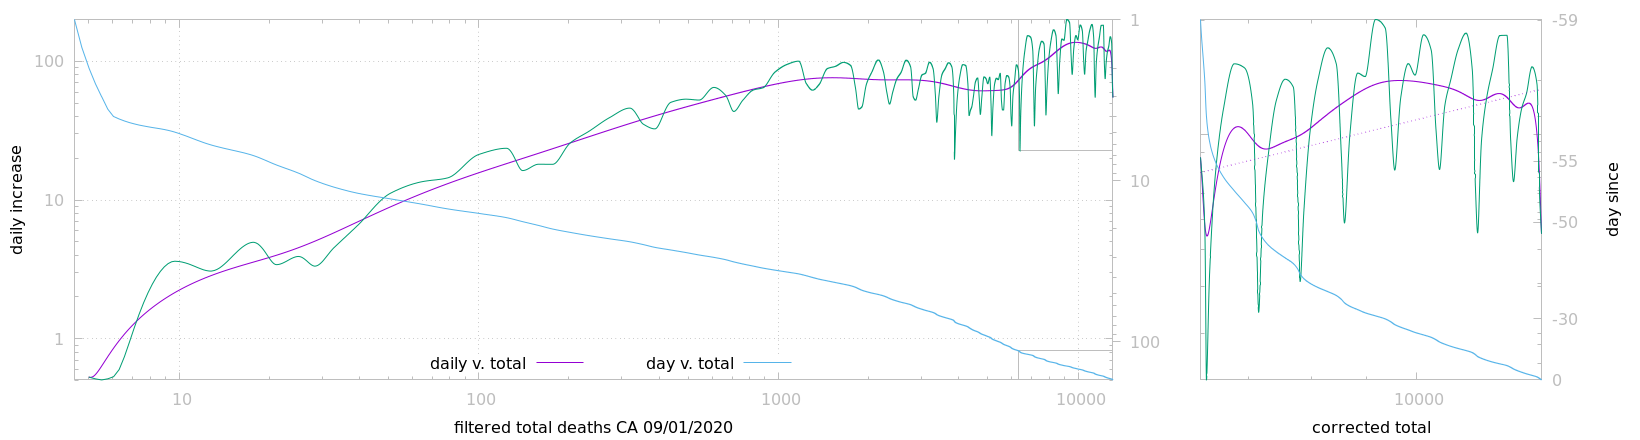 daily increase
100
10
1
daily v. total
day v. total
10
100
1000
10000
filtered total deaths CA 09/01/2020
1
10
100
-59
-55
-50
-30
0
day since
10000
corrected total